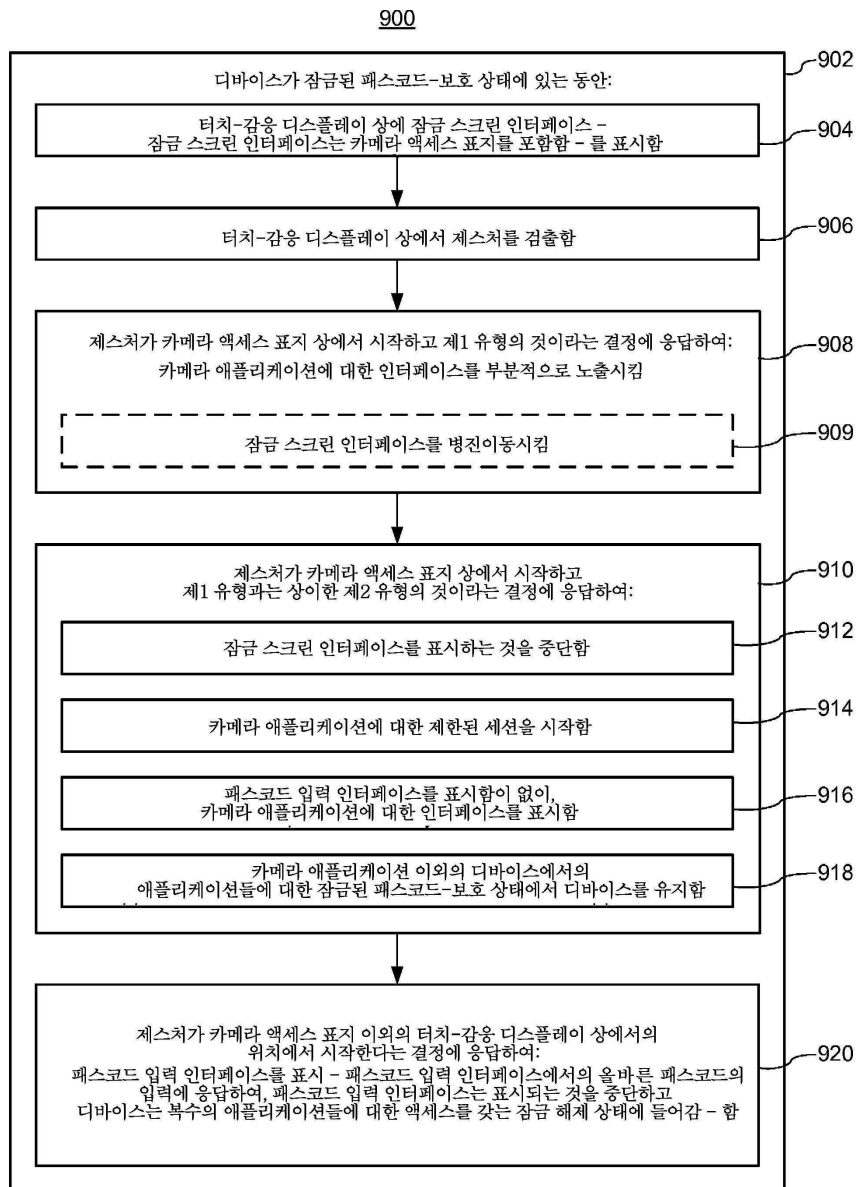 900
902
디바이스가 잠금된 패스코드-보호 상태에 있는 동안:
터치-감응 디스플레이 상에 잠금 스크린 인터페이스 -
잠금 스크린 인터페이스는 카메라 액세스 표지를 포함함 - 를 표시함
904
터치-감응 디스플레이 상에서 제스처를 검출함
906
제스처가 카메라 액세스 표지 상에서 시작하고 제1 유형의 것이라는 결정에 응답하여:
카메라 애플리케이션에 대한 인터페이스를 부분적으로 노출시킴
908
잠금 스크린 인터페이스를 병진이동시킴
909
제스처가 카메라 액세스 표지 상에서 시작하고
제1 유형과는 상이한 제2 유형의 것이라는 결정에 응답하여:
910
잠금 스크린 인터페이스를 표시하는 것을 중단함
912
카메라 애플리케이션에 대한 제한된 세션을 시작함
914
패스코드 입력 인터페이스를 표시함이 없이,
카메라 애플리케이션에 대한 인터페이스를 표시함
916
카메라 애플리케이션 이외의 디바이스에서의
애플리케이션들에 대한 잠금된 패스코드-보호 상태에서 디바이스를 유지함
918
제스처가 카메라 액세스 표지 이외의 터치-감응 디스플레이 상에서의
위치에서 시작한다는 결정에 응답하여:
패스코드 입력 인터페이스를 표시 - 패스코드 입력 인터페이스에서의 올바른 패스코드의
입력에 응답하여, 패스코드 입력 인터페이스는 표시되는 것을 중단하고
디바이스는 복수의 애플리케이션들에 대한 액세스를 갖는 잠금 해제 상태에 들어감 - 함
920